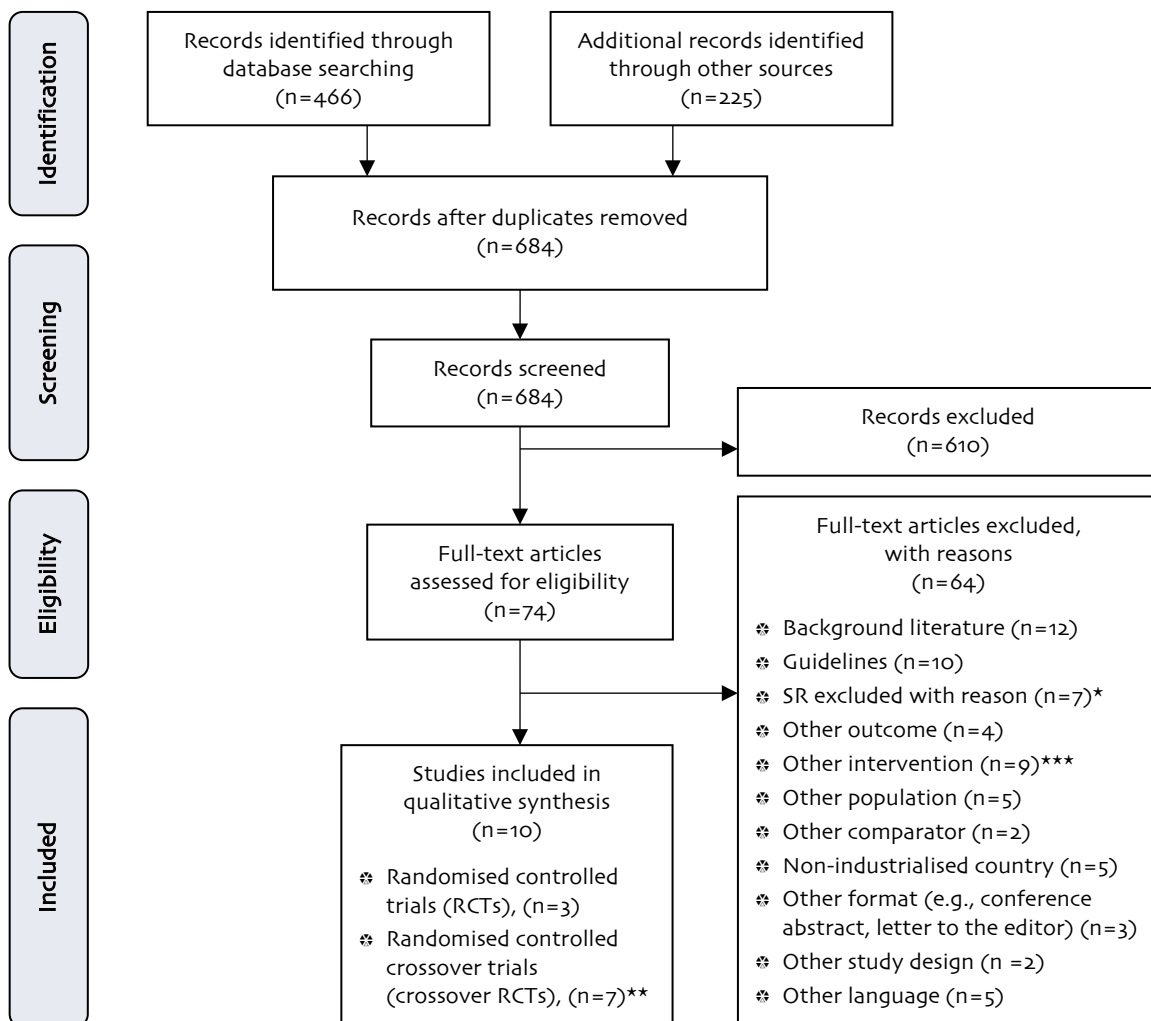 Identification
Records identified through
database searching
(n=466)
Additional records identified
through other sources
(n=225)
Records after duplicates removed
(n=684)
Screening
Records screened
(n=684)
Records excluded
(n=610)
Eligibility
Full-text articles
assessed for eligibility
(n=74)
Full-text articles excluded,
with reasons
(n=64)
Background literature (n=12)
Guidelines (n=10)
SR excluded with reason (n=7)*
Other outcome (n=4)
Other intervention (n=9)***
Other population (n=5)
Other comparator (n=2)
Non-industrialised country (n=5)
Other format (e.g., conference
abstract, letter to the editor) (n=3)
Other study design (n =2)
Other language (n=5)
Included
Studies included in
qualitative synthesis
(n=10)
Randomised controlled
trials (RCTs), (n=3)
Randomised controlled
crossover trials
(crossover RCTs), (n=7)**